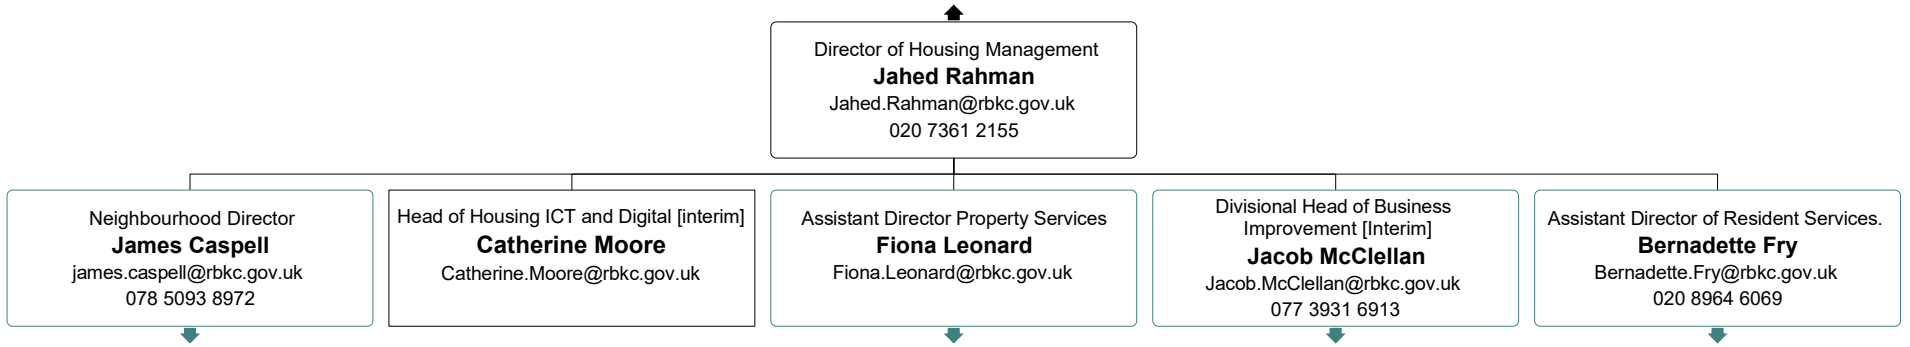 Director of Housing Management
Jahed Rahman
Jahed.Rahman@rbkc.gov.uk
020 7361 2155
Neighbourhood Director
James Caspell
james.caspell@rbkc.gov.uk
078 5093 8972
Head of Housing ICT and Digital [interim]
Catherine Moore
Catherine.Moore@rbkc.gov.uk
Assistant Director Property Services
Fiona Leonard
Fiona.Leonard@rbkc.gov.uk
Divisional Head of Business
Improvement [Interim]
Jacob McClellan
Jacob.McClellan@rbkc.gov.uk
077 3931 6913
Assistant Director of Resident Services.
Bernadette Fry
Bernadette.Fry@rbkc.gov.uk
020 8964 6069